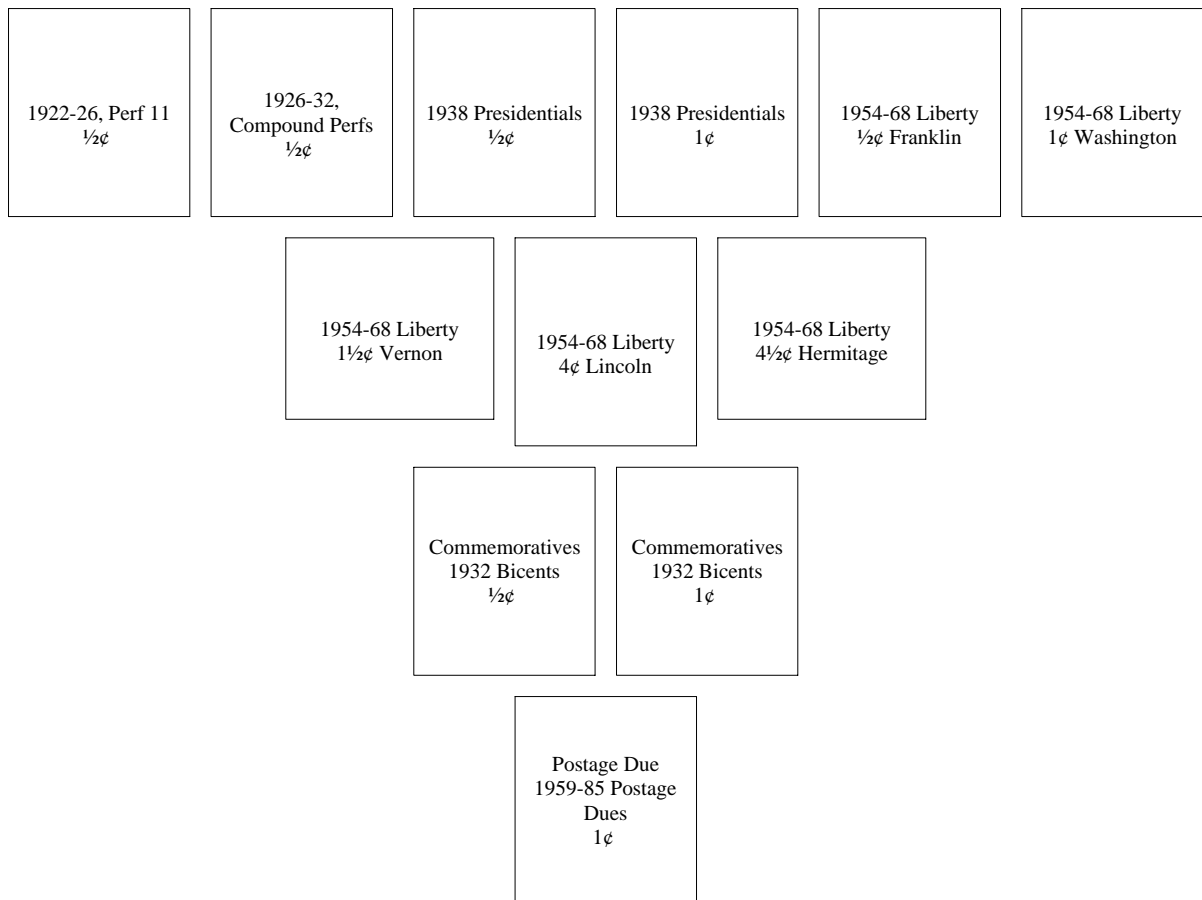 1922-26, Perf 11
½¢
1926-32,
Compound Perfs
½¢
1938 Presidentials
½¢
1938 Presidentials
1¢
1954-68 Liberty
½¢ Franklin
1954-68 Liberty
1¢ Washington
1954-68 Liberty
1½¢ Vernon
1954-68 Liberty
4¢ Lincoln
1954-68 Liberty
4½¢ Hermitage
Commemoratives
1932 Bicents
½¢
Commemoratives
1932 Bicents
1¢
Postage Due
1959-85 Postage
Dues
1¢